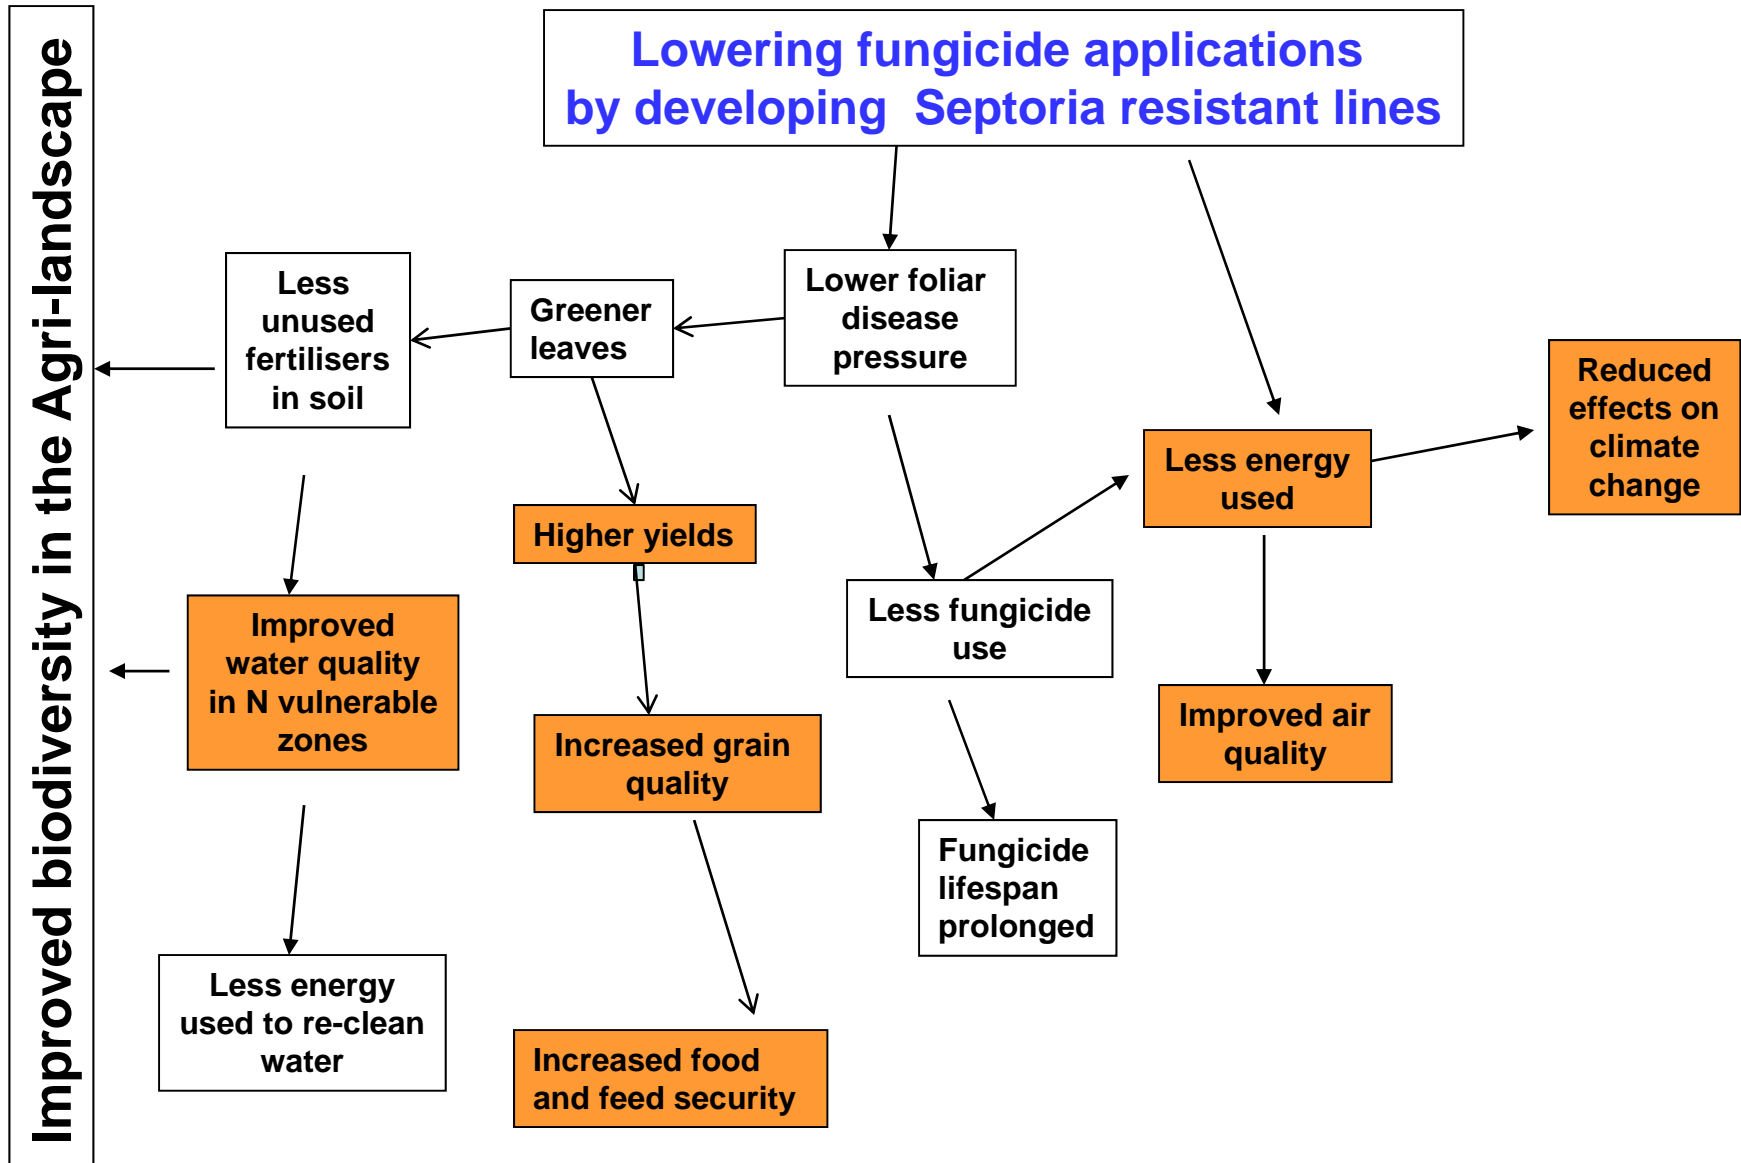 Improved biodiversity in the Agri-landscape
Lowering fungicide applications
by developing Septoria resistant lines
Less
unused
fertilisers
in soil
Greener
leaves
Lower foliar
disease
pressure
Reduced
effects on
climate
change
Less energy
used
Higher yields
Less fungicide
use
Improved
water quality
in N vulnerable
zones
Increased grain
quality
Improved air
quality
Fungicide
lifespan
prolonged
Less energy
used to re-clean
water
Increased food
and feed security